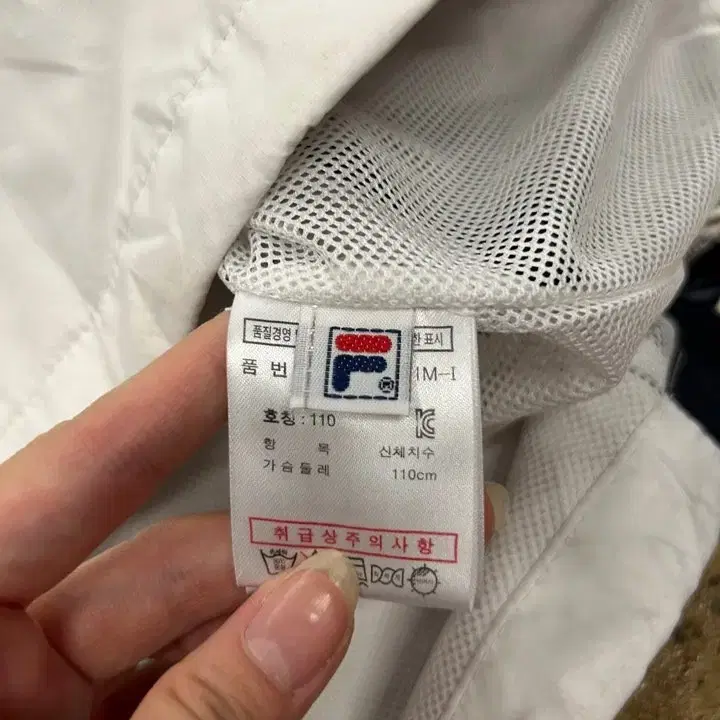 품질경영
표시
품 번
M-I
호칭 : 110
항 목 신체치수
가슴둘레 110cm
취급상주의사항